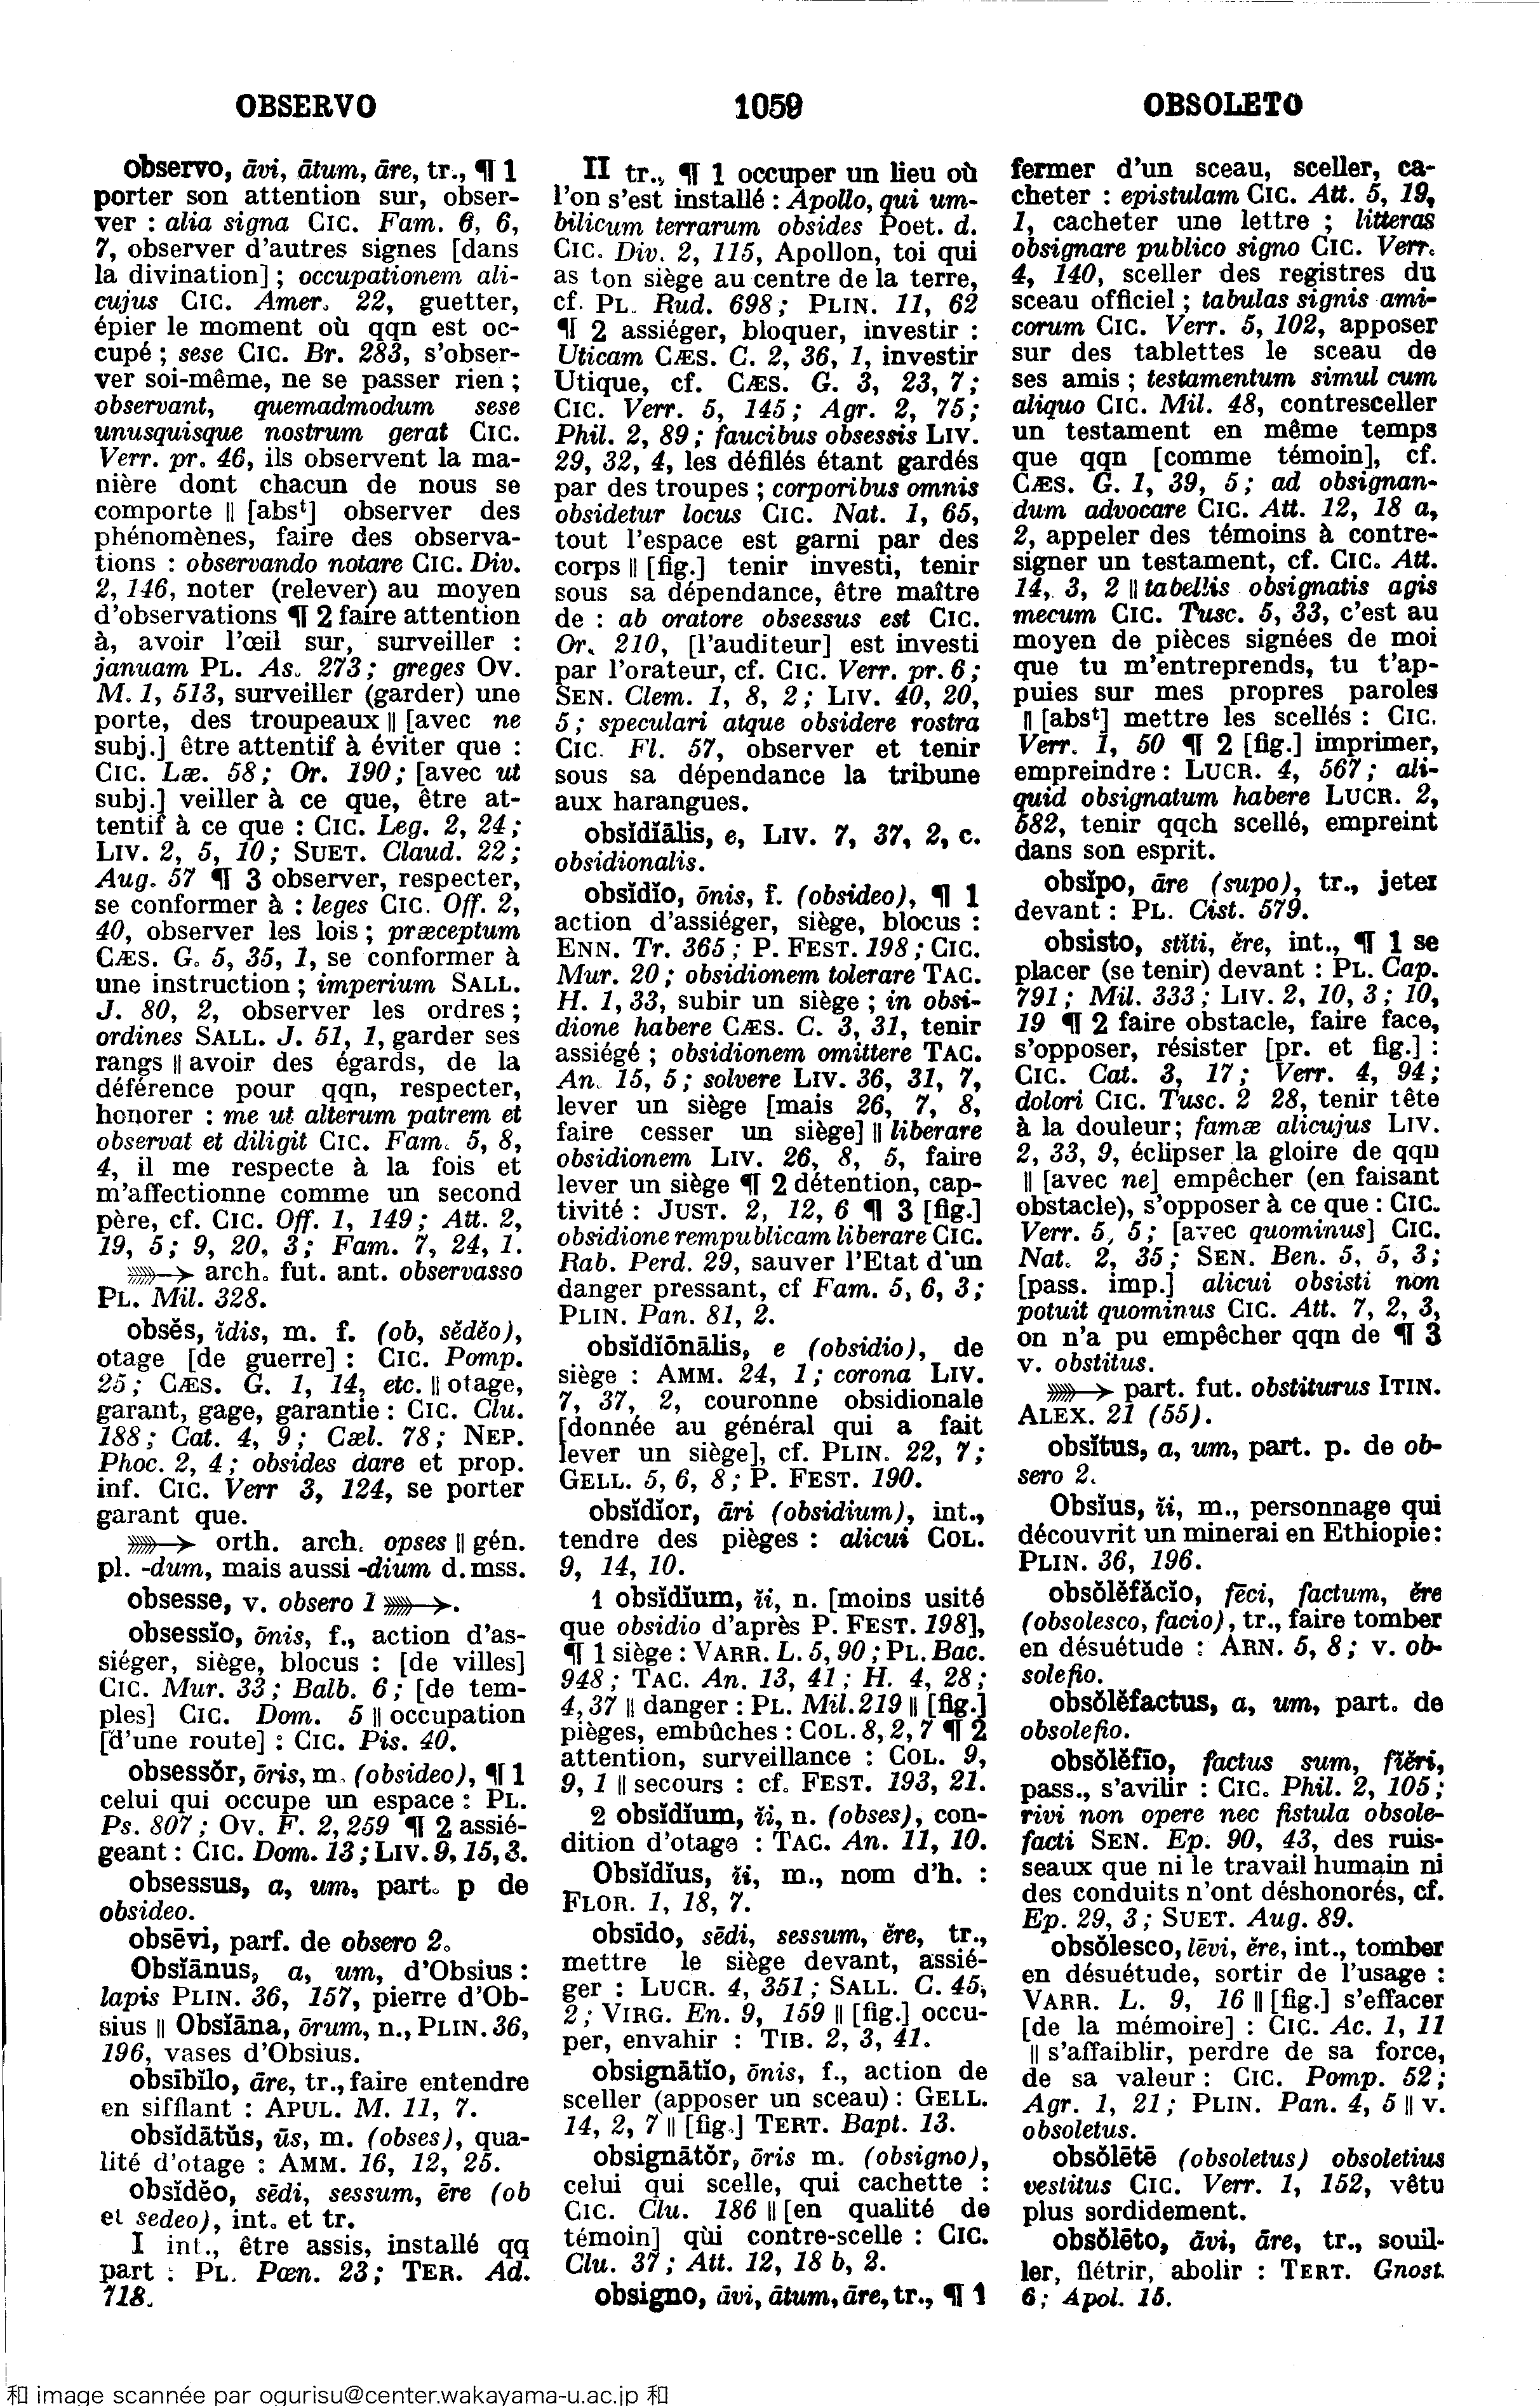 OBSERVO 1059 OBSOLETO
observo, āvi, ātum, āre, tr., ¶ 1
porter son attention sur, obser-
ver : alia signa CIC. Fam. 6, 6,
7, observer d'autres signes [dans
la divination] ; occupationem ali-
cujus CIC. Amer. 22, guetter,
épier le moment où qqn est oc-
cupé ; sese CIC. Br. 283, s'obser-
ver soi-même, ne se passer rien ;
observant, quemadmodum sese
unusquisque nostrum gerat CIC.
Verr. pr. 46, ils observent la ma-
nière dont chacun de nous se
comporte || [absᵗ] observer des
phénomènes, faire des observa-
tions : observando notare CIC. Div.
2, 146, noter (relever) au moyen
d'observations ¶ 2 faire attention
à, avoir l'œil sur, surveiller :
januam PL. As. 273 ; greges OV.
M. 1, 513, surveiller (garder) une
porte, des troupeaux || [avec ne
subj.] être attentif à éviter que :
CIC. Læ. 58 ; Or. 190 ; [avec ut
subj.] veiller à ce que, être at-
tentif à ce que : CIC. Leg. 2, 24 ;
LIV. 2, 5, 10 ; SUET. Claud. 22 ;
Aug. 57 ¶ 3 observer, respecter,
se conformer à : leges CIC. Off. 2,
40, observer les lois ; præceptum
CÆS. G. 5, 35, 1, se conformer à
une instruction ; imperium SALL.
J. 80, 2, observer les ordres ;
ordines SALL. J. 51, 1, garder ses
rangs || avoir des égards, de la
déférence pour qqn, respecter,
honorer : me ut alterum patrem et
observat et diligit CIC. Fam. 5, 8,
4, il me respecte à la fois et
m'affectionne comme un second
père, cf. CIC. Off. 1, 149 ; Att. 2,
19, 5 ; 9, 20, 3 ; Fam. 7, 24, 1.
⟶ arch. fut. ant. observasso
PL. Mil. 328.
obsĕs, ĭdis, m. f. (ob, sĕdĕo),
otage [de guerre] : CIC. Pomp.
25 ; CÆS. G. 1, 14, etc. || otage,
garant, gage, garantie : CIC. Clu.
188 ; Cat. 4, 9 ; Cæl. 78 ; NEP.
Phoc. 2, 4 ; obsides dare et prop.
inf. CIC. Verr 3, 124, se porter
garant que.
⟶ orth. arch. opses || gén.
pl. -dum, mais aussi -dium d. mss.
obsesse, v. obsero 1 ⟶.
obsessĭo, ōnis, f., action d'as-
siéger, siège, blocus : [de villes]
CIC. Mur. 33 ; Balb. 6 ; [de tem-
ples] CIC. Dom. 5 || occupation
[d'une route] : CIC. Pis. 40.
obsessŏr, ōris, m. (obsideo), ¶ 1
celui qui occupe un espace : PL.
Ps. 807 ; OV. F. 2, 259 ¶ 2 assié-
geant : CIC. Dom. 13 ; LIV. 9, 15, 3.
obsessus, a, um, part. p de
obsideo.
obsēvi, parf. de obsero 2.
Obsĭānus, a, um, d'Obsius :
lapis PLIN. 36, 157, pierre d'Ob-
sius || Obsĭāna, ōrum, n., PLIN. 36,
196, vases d'Obsius.
obsībĭlo, āre, tr., faire entendre
en sifflant : APUL. M. 11, 7.
obsĭdātŭs, ūs, m. (obses), qua-
lité d'otage : AMM. 16, 12, 25.
obsĭdĕo, sēdi, sessum, ēre (ob
et sedeo), int. et tr.
I int., être assis, installé qq
part : PL. Pœn. 23 ; TER. Ad.
718.
II tr., ¶ 1 occuper un lieu où
l'on s'est installé : Apollo, qui um-
bilicum terrarum obsides Poet. d.
CIC. Div. 2, 115, Apollon, toi qui
as ton siège au centre de la terre,
cf. PL. Rud. 698 ; PLIN. 11, 62
¶ 2 assiéger, bloquer, investir :
Uticam CÆS. C. 2, 36, 1, investir
Utique, cf. CÆS. G. 3, 23, 7 ;
CIC. Verr. 5, 145 ; Agr. 2, 75 ;
Phil. 2, 89 ; faucibus obsessis LIV.
29, 32, 4, les défilés étant gardés
par des troupes ; corporibus omnis
obsidetur locus CIC. Nat. 1, 65,
tout l'espace est garni par des
corps || [fig.] tenir investi, tenir
sous sa dépendance, être maître
de : ab oratore obsessus est CIC.
Or. 210, [l'auditeur] est investi
par l'orateur, cf. CIC. Verr. pr. 6 ;
SEN. Clem. 1, 8, 2 ; LIV. 40, 20,
5 ; speculari atque obsidere rostra
CIC. Fl. 57, observer et tenir
sous sa dépendance la tribune
aux harangues.
obsĭdĭālis, e, LIV. 7, 37, 2, c.
obsidionalis.
obsĭdĭo, ōnis, f. (obsideo), ¶ 1
action d'assiéger, siège, blocus :
ENN. Tr. 365 ; P. FEST. 198 ; CIC.
Mur. 20 ; obsidionem tolerare TAC.
H. 1, 33, subir un siège ; in obsi-
dione habere CÆS. C. 3, 31, tenir
assiégé ; obsidionem omittere TAC.
An. 15, 5 ; solvere LIV. 36, 31, 7,
lever un siège [mais 26, 7, 8,
faire cesser un siège] || liberare
obsidionem LIV. 26, 8, 5, faire
lever un siège ¶ 2 détention, cap-
tivité : JUST. 2, 12, 6 ¶ 3 [fig.]
obsidione rempublicam liberare CIC.
Rab. Perd. 29, sauver l'Etat d'un
danger pressant, cf Fam. 5, 6, 3 ;
PLIN. Pan. 81, 2.
obsĭdĭōnālis, e (obsidio), de
siège : AMM. 24, 1 ; corona LIV.
7, 37, 2, couronne obsidionale
[donnée au général qui a fait
lever un siège], cf. PLIN. 22, 7 ;
GELL. 5, 6, 8 ; P. FEST. 190.
obsĭdĭor, āri (obsidium), int.,
tendre des pièges : alicui COL.
9, 14, 10.
1 obsĭdĭum, ĭi, n. [moins usité
que obsidio d'après P. FEST. 198],
¶ 1 siège : VARR. L. 5, 90 ; PL. Bac.
948 ; TAC. An. 13, 41 ; H. 4, 28 ;
4, 37 || danger : PL. Mil. 219 || [fig.]
pièges, embûches : COL. 8, 2, 7 ¶ 2
attention, surveillance : COL. 9,
9, 1 || secours : cf. FEST. 193, 21.
2 obsĭdĭum, ĭi, n. (obses), con-
dition d'otage : TAC. An. 11, 10.
Obsĭdĭus, ĭi, m., nom d'h. :
FLOR. 1, 18, 7.
obsīdo, sēdi, sessum, ĕre, tr.,
mettre le siège devant, assié-
ger : LUCR. 4, 351 ; SALL. C. 45,
2 ; VIRG. En. 9, 159 || [fig.] occu-
per, envahir : TIB. 2, 3, 41.
obsignātĭo, ōnis, f., action de
sceller (apposer un sceau) : GELL.
14, 2, 7 || [fig.] TERT. Bapt. 13.
obsignātŏr, ōris m. (obsigno),
celui qui scelle, qui cachette :
CIC. Clu. 186 || [en qualité de
témoin] qùi contre-scelle : CIC.
Clu. 37 ; Att. 12, 18 b, 2.
obsigno, āvi, ātum, āre, tr., ¶ 1
fermer d'un sceau, sceller, ca-
cheter : epistulam CIC. Att. 5, 19,
1, cacheter une lettre ; litteras
obsignare publico signo CIC. Verr.
4, 140, sceller des registres du
sceau officiel ; tabulas signis ami-
corum CIC. Verr. 5, 102, apposer
sur des tablettes le sceau de
ses amis ; testamentum simul cum
aliquo CIC. Mil. 48, contresceller
un testament en même temps
que qqn [comme témoin], cf.
CÆS. G. 1, 39, 5 ; ad obsignan-
dum advocare CIC. Att. 12, 18 a,
2, appeler des témoins à contre-
signer un testament, cf. CIC. Att.
14, 3, 2 || tabellis obsignatis agis
mecum CIC. Tusc. 5, 33, c'est au
moyen de pièces signées de moi
que tu m'entreprends, tu t'ap-
puies sur mes propres paroles
|| [absᵗ] mettre les scellés : CIC.
Verr. 1, 50 ¶ 2 [fig.] imprimer,
empreindre : LUCR. 4, 567 ; ali-
quid obsignatum habere LUCR. 2,
582, tenir qqch scellé, empreint
dans son esprit.
obsĭpo, āre (supo), tr., jeter
devant : PL. Cist. 579.
obsisto, stĭti, ĕre, int., ¶ 1 se
placer (se tenir) devant : PL. Cap.
791 ; Mil. 333 ; LIV. 2, 10, 3 ; 10,
19 ¶ 2 faire obstacle, faire face,
s'opposer, résister [pr. et fig.] :
CIC. Cat. 3, 17 ; Verr. 4, 94 ;
dolori CIC. Tusc. 2 28, tenir tête
à la douleur ; famæ alicujus LIV.
2, 33, 9, éclipser la gloire de qqn
|| [avec ne] empêcher (en faisant
obstacle), s'opposer à ce que : CIC.
Verr. 5, 5 ; [avec quominus] CIC.
Nat. 2, 35 ; SEN. Ben. 5, 5, 3 ;
[pass. imp.] alicui obsisti non
potuit quominus CIC. Att. 7, 2, 3,
on n'a pu empêcher qqn de ¶ 3
v. obstitus.
⟶ part. fut. obstiturus ITIN.
ALEX. 21 (55).
obsĭtus, a, um, part. p. de ob-
sero 2.
Obsĭus, ĭi, m., personnage qui
découvrit un minerai en Ethiopie :
PLIN. 36, 196.
obsŏlĕfăcĭo, fēci, factum, ĕre
(obsolesco, facio), tr., faire tomber
en désuétude : ARN. 5, 8 ; v. ob-
solefio.
obsŏlĕfactus, a, um, part. de
obsolefio.
obsŏlĕfīo, factus sum, fĭĕri,
pass., s'avilir : CIC. Phil. 2, 105 ;
rivi non opere nec fistula obsole-
facti SEN. Ep. 90, 43, des ruis-
seaux que ni le travail humain ni
des conduits n'ont déshonorés, cf.
Ep. 29, 3 ; SUET. Aug. 89.
obsŏlesco, lēvi, ĕre, int., tomber
en désuétude, sortir de l'usage :
VARR. L. 9, 16 || [fig.] s'effacer
[de la mémoire] : CIC. Ac. 1, 11
|| s'affaiblir, perdre de sa force,
de sa valeur : CIC. Pomp. 52 ;
Agr. 1, 21 ; PLIN. Pan. 4, 5 || v.
obsoletus.
obsŏlētē (obsoletus) obsoletius
vestitus CIC. Verr. 1, 152, vêtu
plus sordidement.
obsŏlēto, āvi, āre, tr., souil-
ler, flétrir, abolir : TERT. Gnost
6 ; Apol. 15.
和 image scannée par ogurisu@center.wakayama-u.ac.jp 和